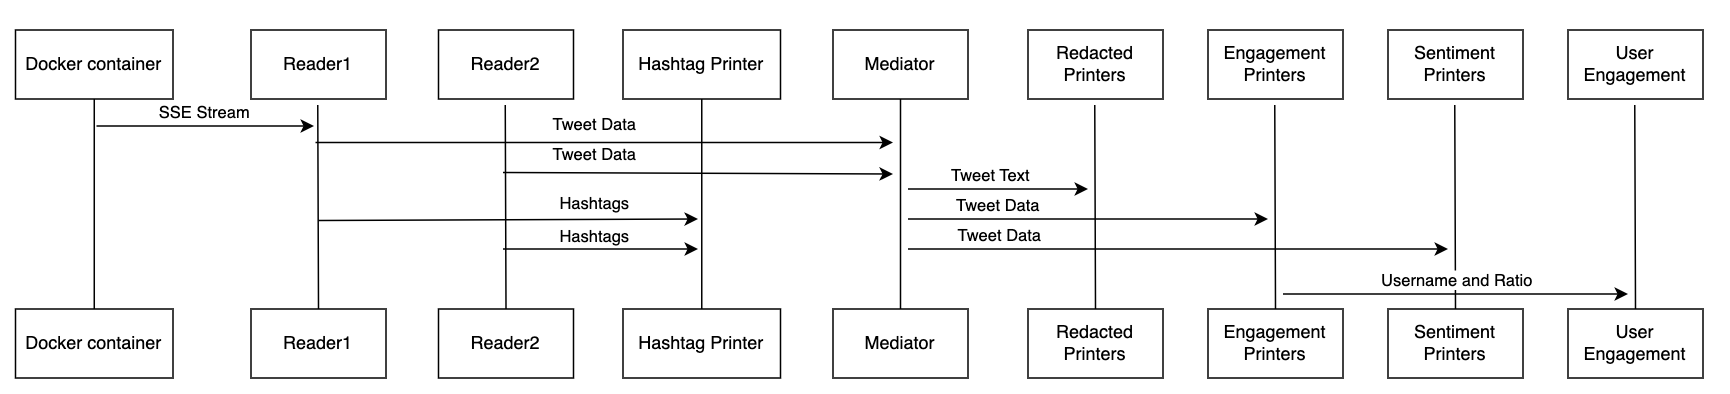 Docker container
Reader1
Reader2
Hashtag Printer
Mediator
Redacted
Printers
Engagement
Printers
Sentiment
Printers
User
Engagement
SSE Stream
Tweet Data
Tweet Data
Tweet Text
Hashtags
Tweet Data
Hashtags
Tweet Data
Username and Ratio
Docker container
Reader1
Reader2
Hashtag Printer
Mediator
Redacted
Printers
Engagement
Printers
Sentiment
Printers
User
Engagement